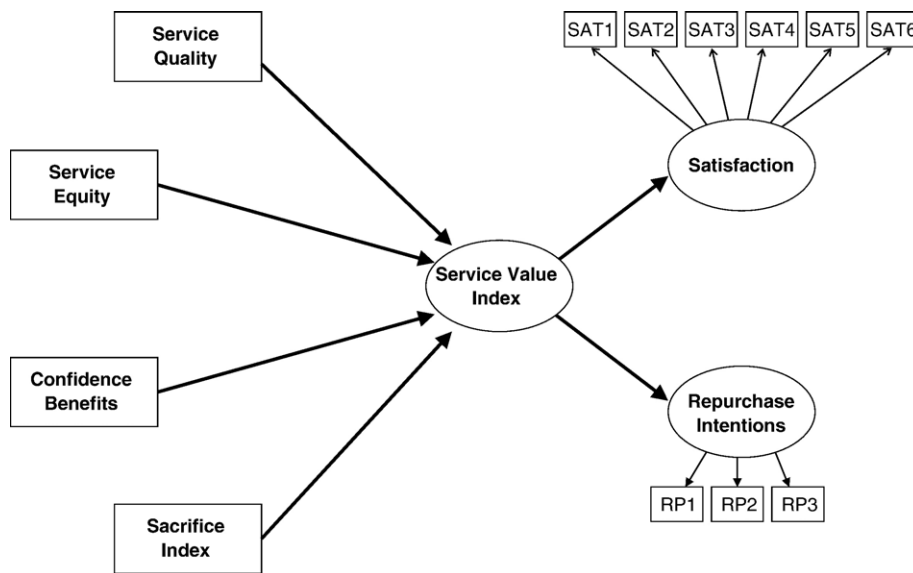 Service
Quality
SAT1
SAT2
SAT3
SAT4
SAT5
SAT6
Service
Equity
Satisfaction
Service Value
Index
Confidence
Benefits
Repurchase
Intentions
RP1
RP2
RP3
Sacrifice
Index